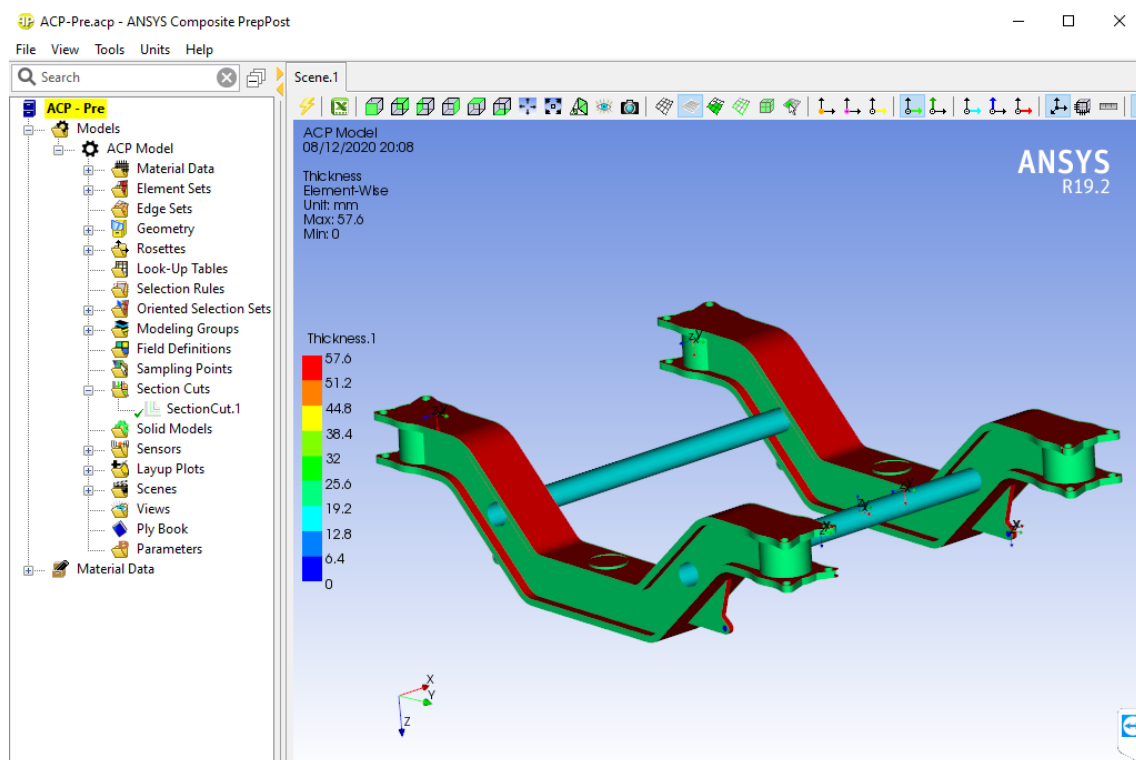 ACP-Pre.acp - ANSYS Composite PrepPost
File View Tools Units Help
Search
Scene.1
ACP - Pre
Models
ACP Model
Material Data
Element Sets
Edge Sets
Geometry
Rosettes
Look-Up Tables
Selection Rules
Oriented Selection Sets
Modeling Groups
Field Definitions
Sampling Points
Section Cuts
SectionCut.1
Solid Models
Sensors
Layup Plots
Scenes
Views
Ply Book
Parameters
Material Data
ACP Model
08/12/2020 20:08
Thickness
Element-Wise
Unit: mm
Max: 57.6
Min: 0
ANSYS
R19.2
Thickness.1
57.6
51.2
44.8
38.4
32
25.6
19.2
12.8
6.4
0
X
Y
Z